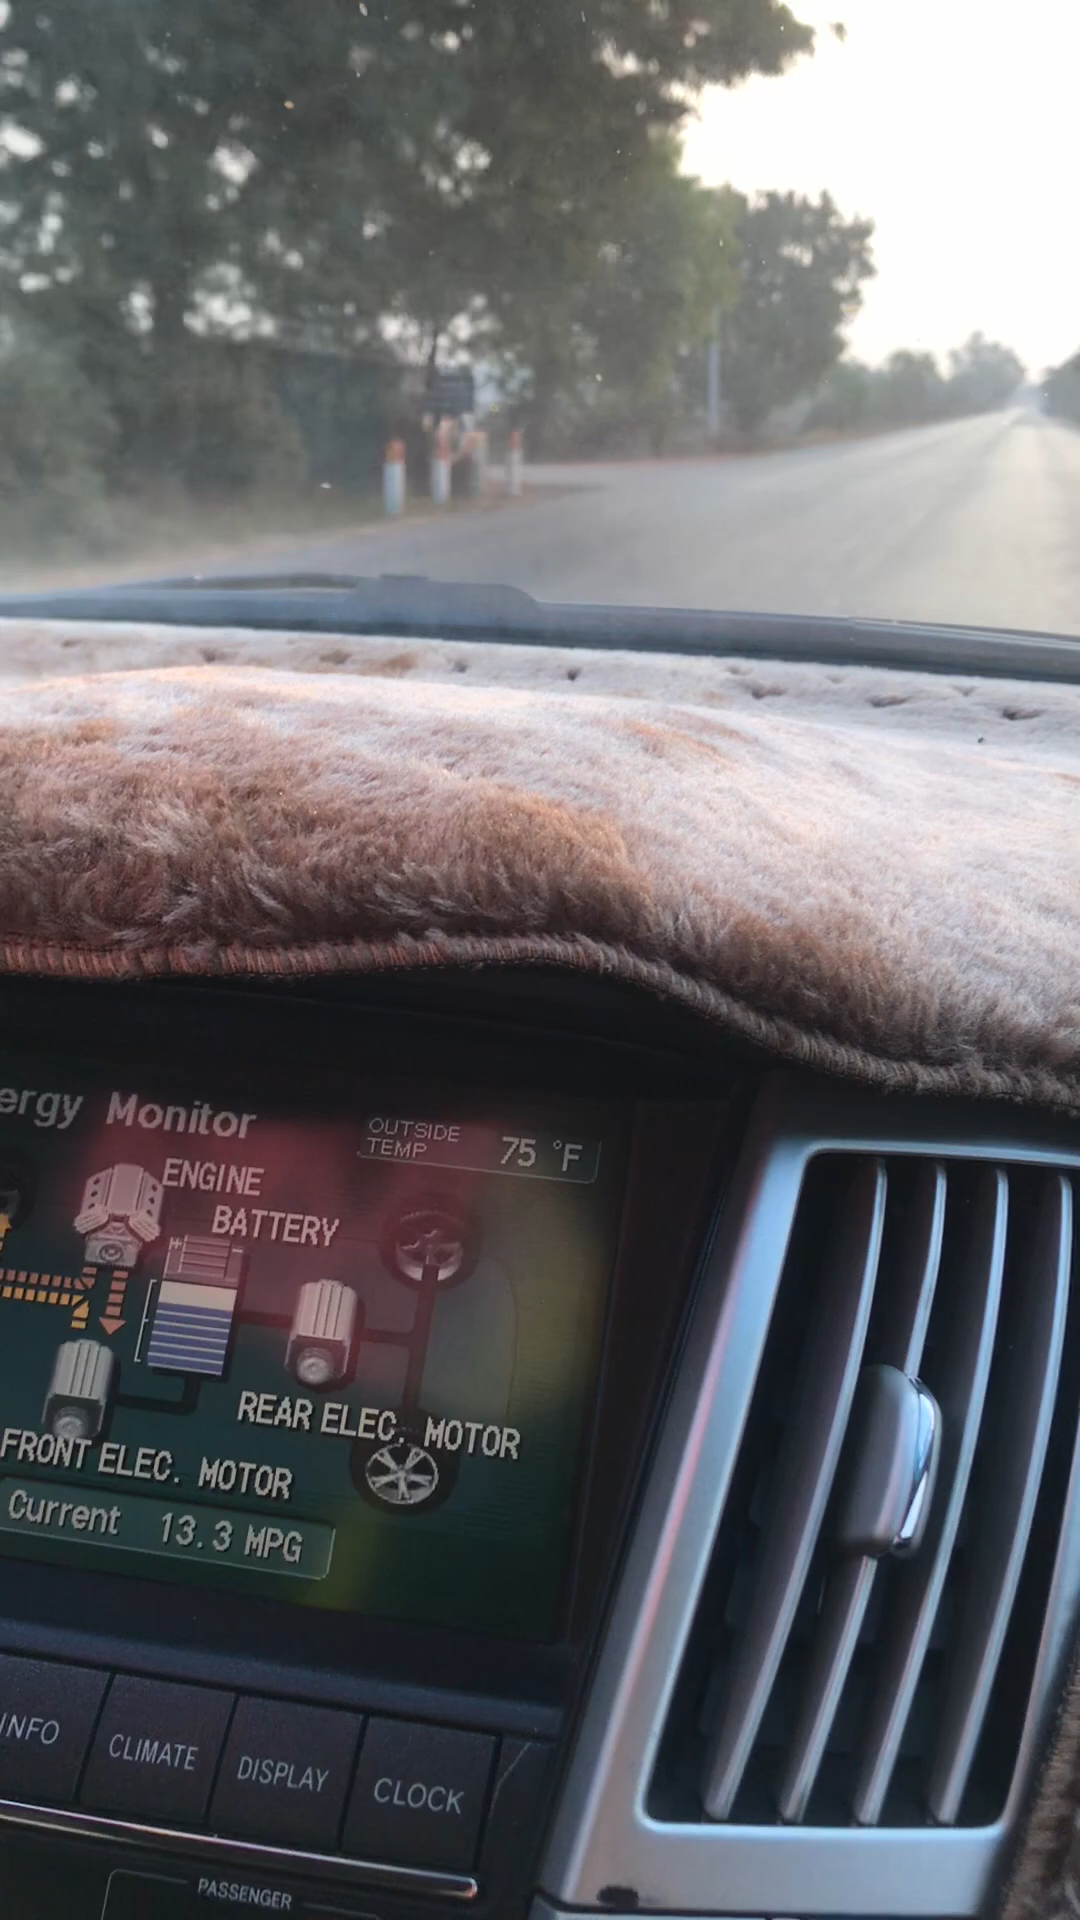 ergy Monitor
OUTSIDE
TEMP 75 °F
ENGINE
BATTERY
REAR ELEC. MOTOR
FRONT ELEC. MOTOR
Current 13.3 MPG
INFO
CLIMATE
DISPLAY
CLOCK
PASSENGER